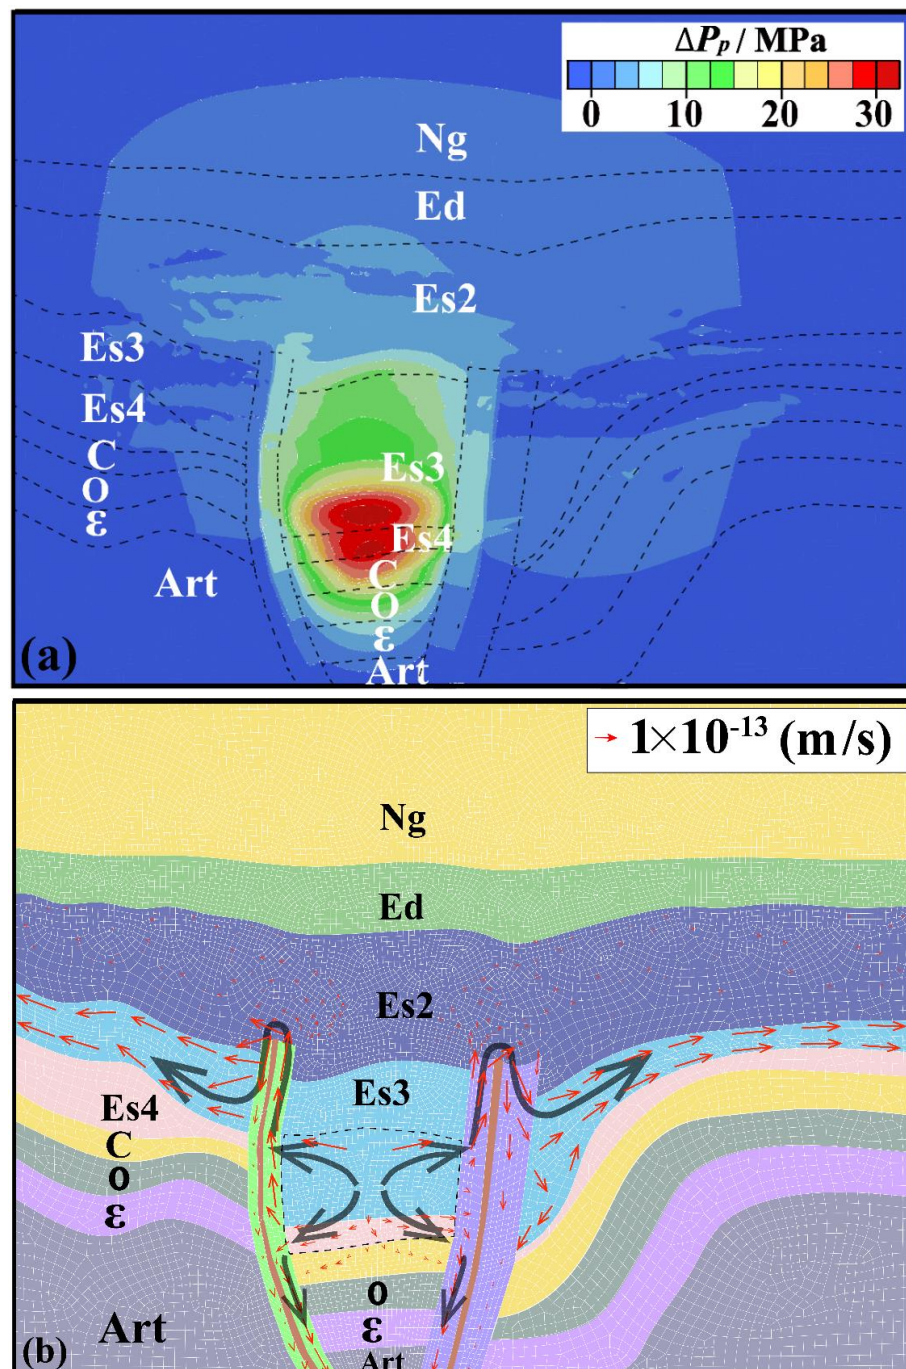 ΔPp / MPa
0 10 20 30
Ng
Ed
Es2
Es3
Es4
C
O
ε
Art
Es3
Es4
C
O
ε
Art
(a)
→ 1×10⁻¹³ (m/s)
Ng
Ed
Es2
Es3
Es4
C
O
ε
Art
O
ε
Art
(b)